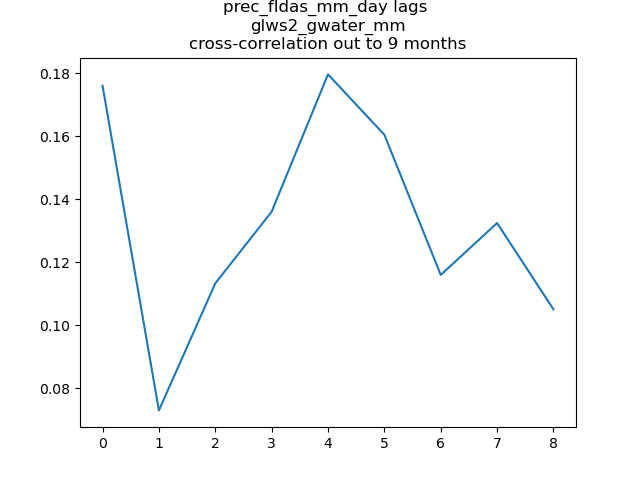 prec_fldas_mm_day lags
glws2_gwater_mm
cross-correlation out to 9 months
0.18
0.16
0.14
0.12
0.10
0.08
0 1 2 3 4 5 6 7 8